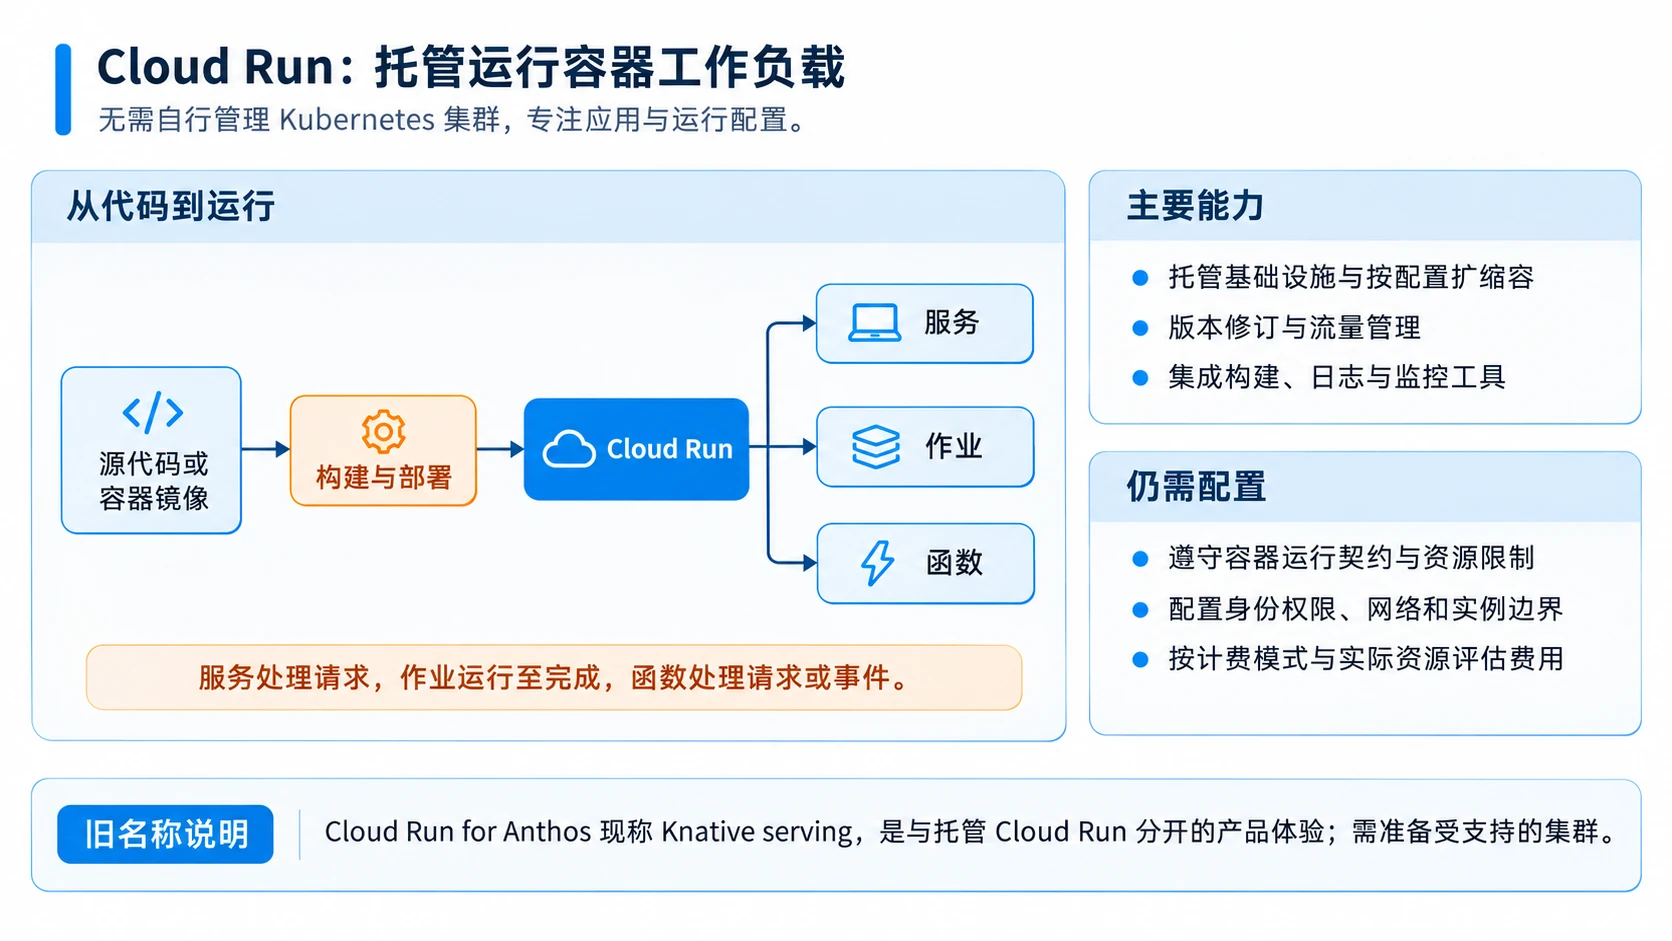 Cloud Run：托管运行容器工作负载
无需自行管理 Kubernetes 集群，专注应用与运行配置。
从代码到运行
源代码或
容器镜像
构建与部署
Cloud Run
服务
作业
函数
服务处理请求，作业运行至完成，函数处理请求或事件。
主要能力
托管基础设施与按配置扩缩容
版本修订与流量管理
集成构建、日志与监控工具
仍需配置
遵守容器运行契约与资源限制
配置身份权限、网络和实例边界
按计费模式与实际资源评估费用
旧名称说明
Cloud Run for Anthos 现称 Knative serving，是与托管 Cloud Run 分开的产品体验；需准备受支持的集群。